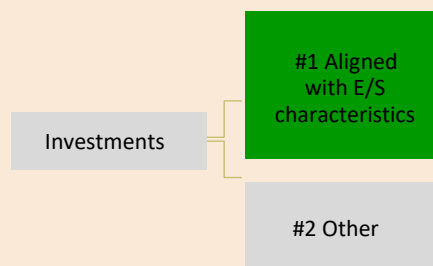 #1 Aligned
with E/S
characteristics
Investments
#2 Other